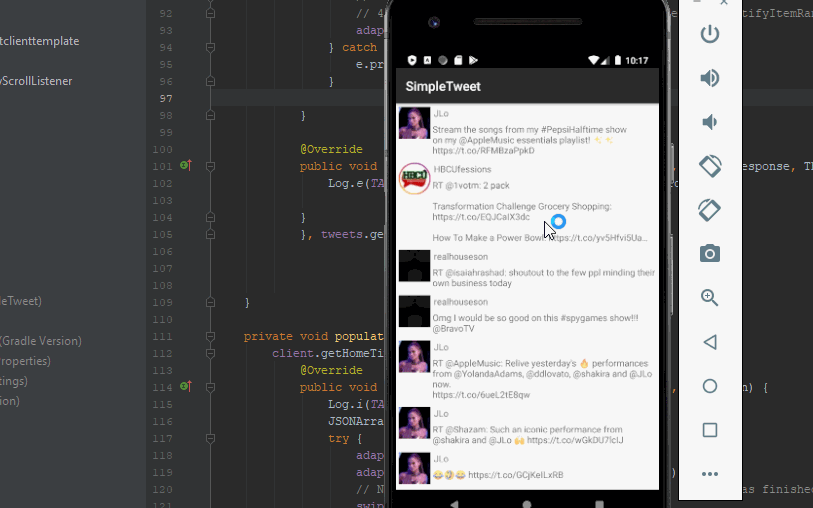 92
// 4
tifyItemRan
93
adap
tclienttemplate
94
} catch
95
e.pr
96
}
yScrollListener
97
98
}
99
100
@Override
101
public void
esponse, Th
102
Log.e(TA
103
104
}
105
}, tweets.ge
106
107
108
109
}
eTweet)
110
111
private void populat
(Gradle Version)
112
client.getHomeTi
roperties)
113
@Override
tings)
114
public void
n) {
ion)
115
Log.i(TA
116
JSONArra
117
try {
118
adap
119
adap
)
120
// N
as finishe
121
swip
10:17
SimpleTweet
JLo
Stream the songs from my #PepsiHalftime show
on my @AppleMusic essentials playlist! ✨ ✨
https://t.co/RFMBzaPpkD
HBCU
HBCUfessions
RT @1votm: 2 pack
Transformation Challenge Grocery Shopping:
https://t.co/EQJCaIX3dc
How To Make a Power Bowl: https://t.co/yv5Hfvi5Ua…
realhouseson
RT @isaiahrashad: shoutout to the few ppl minding their
own business today
realhouseson
Omg I would be so good on this #spygames show!!!
@BravoTV
JLo
RT @AppleMusic: Relive yesterday's 🔥 performances
from @YolandaAdams, @ddlovato, @shakira and @JLo
now.
https://t.co/6ueL2tE8qw
JLo
RT @Shazam: Such an iconic performance from
@shakira and @JLo 🙌 https://t.co/wGkDU7lcIJ
JLo
😂🤣😂 https://t.co/GCjKeILxRB